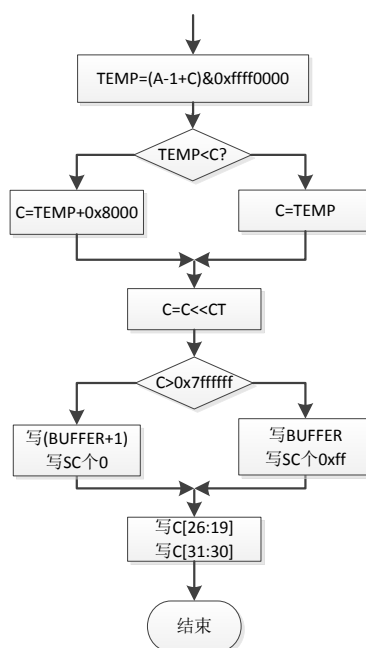 TEMP=(A-1+C)&0xffff0000
TEMP<C?
C=TEMP+0x8000
C=TEMP
C=C<<CT
C>0x7ffffff
写(BUFFER+1)
写SC个0
写BUFFER
写SC个0xff
写C[26:19]
写C[31:30]
结束